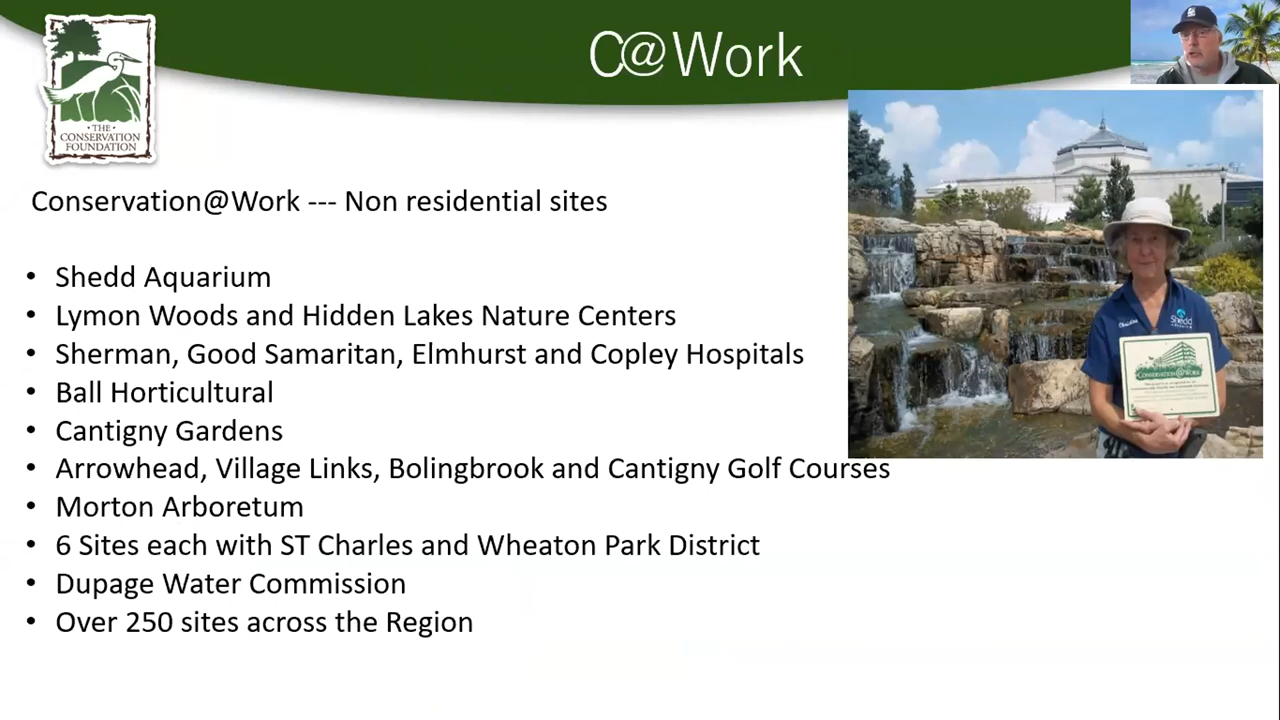 C@Work
· THE ·
CONSERVATION
FOUNDATION
Conservation@Work --- Non residential sites
• Shedd Aquarium
• Lymon Woods and Hidden Lakes Nature Centers
• Sherman, Good Samaritan, Elmhurst and Copley Hospitals
• Ball Horticultural
• Cantigny Gardens
• Arrowhead, Village Links, Bolingbrook and Cantigny Golf Courses
• Morton Arboretum
• 6 Sites each with ST Charles and Wheaton Park District
• Dupage Water Commission
• Over 250 sites across the Region
Shedd
CONSERVATION@WORK